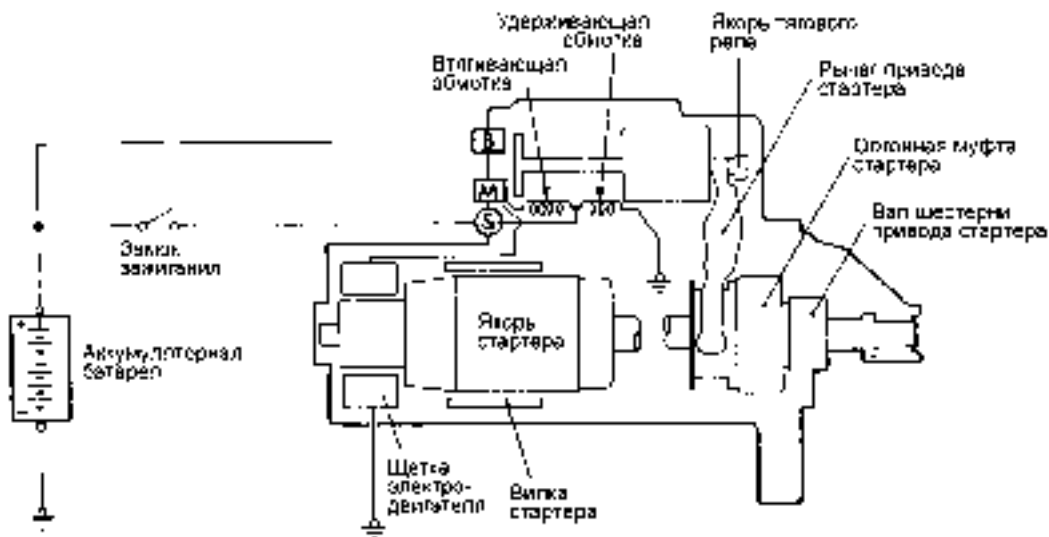 Удерживающая
обмотка
Якорь тягового
реле
Втягивающая
обмотка
Рычаг привода
стартера
B
Обгонная муфта
стартера
M
S
Вал шестерни
привода стартера
Замок
зажигания
Якорь
стартера
+
Аккумуляторная
батарея
−
Щетка
электро-
двигателя
Вилка
стартера